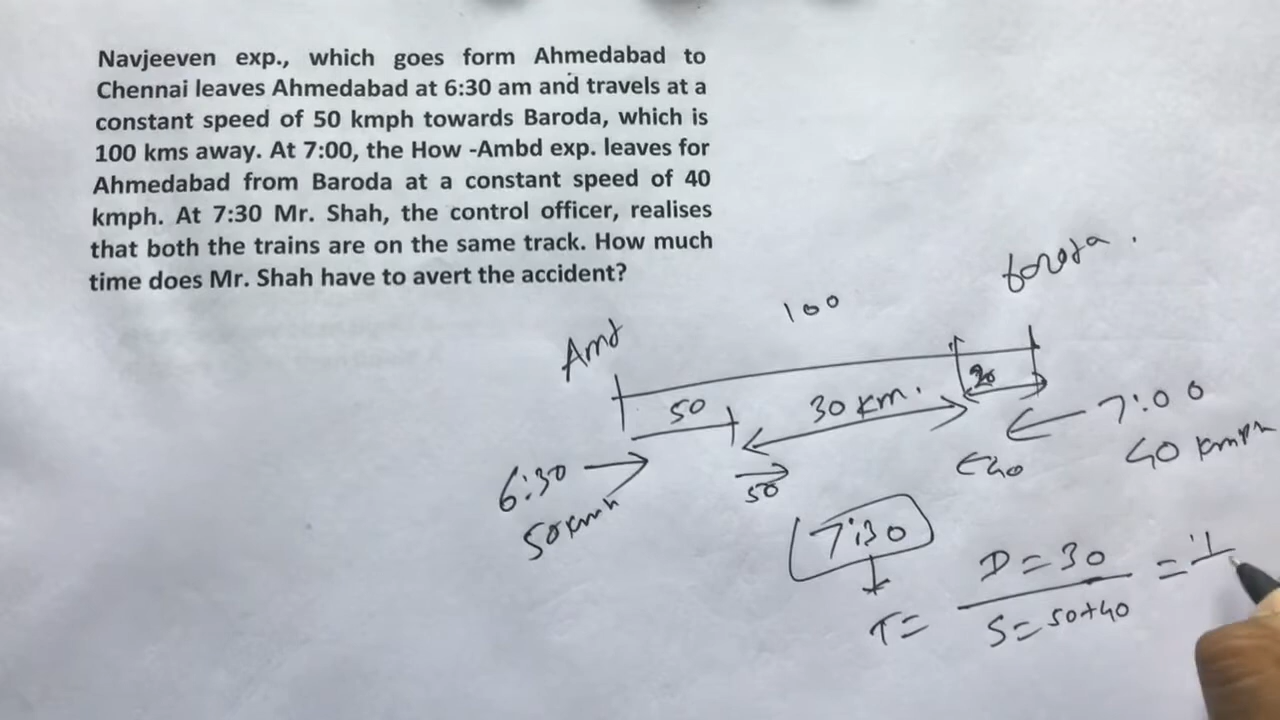 Navjeeven exp., which goes form Ahmedabad to
Chennai leaves Ahmedabad at 6:30 am and travels at a
constant speed of 50 kmph towards Baroda, which is
100 kms away. At 7:00, the How -Ambd exp. leaves for
Ahmedabad from Baroda at a constant speed of 40
kmph. At 7:30 Mr. Shah, the control officer, realises
that both the trains are on the same track. How much
time does Mr. Shah have to avert the accident?
100
Amd
50
30 km.
20
7:00
40 kmph
6:30
50 kmh
50
40
7:30
T= D=30 = 1
S=50+40